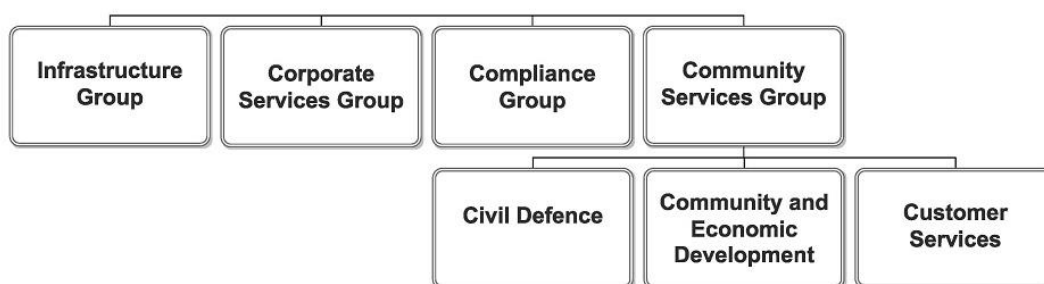 Infrastructure
Group
Corporate
Services Group
Compliance
Group
Community
Services Group
Civil Defence
Community and
Economic
Development
Customer
Services